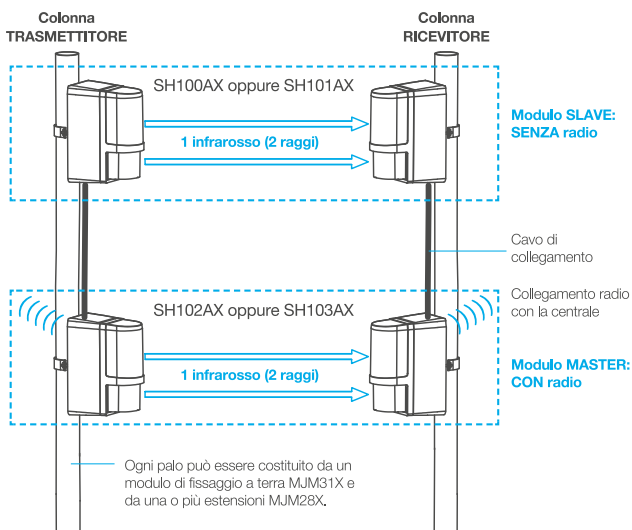 Colonna
TRASMETTITORE
Colonna
RICEVITORE
SH100AX oppure SH101AX
1 infrarosso (2 raggi)
Modulo SLAVE:
SENZA radio
Cavo di
collegamento
Collegamento radio
con la centrale
SH102AX oppure SH103AX
1 infrarosso (2 raggi)
Modulo MASTER:
CON radio
Ogni palo può essere costituito da un
modulo di fissaggio a terra MJM31X e
da una o più estensioni MJM28X.